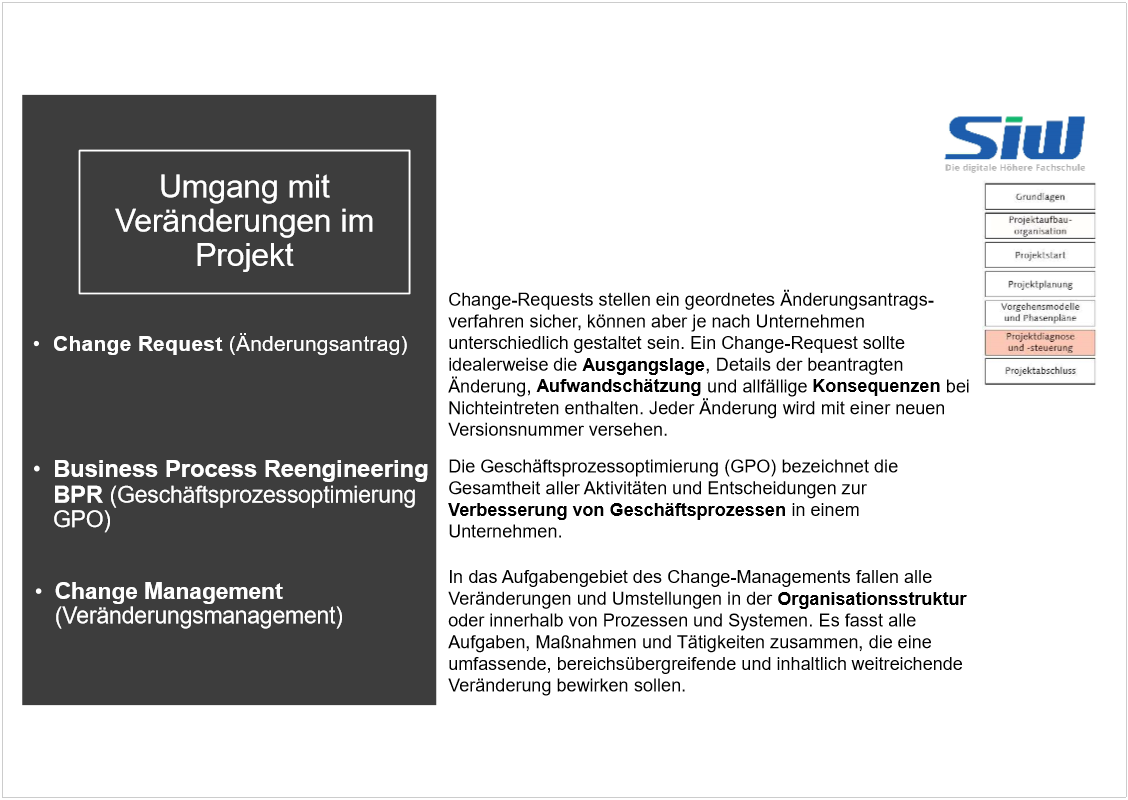 Umgang mit
Veränderungen im
Projekt
• Change Request (Änderungsantrag)
• Business Process Reengineering
BPR (Geschäftsprozessoptimierung
GPO)
• Change Management
(Veränderungsmanagement)
Change-Requests stellen ein geordnetes Änderungsantrags-
verfahren sicher, können aber je nach Unternehmen
unterschiedlich gestaltet sein. Ein Change-Request sollte
idealerweise die Ausgangslage, Details der beantragten
Änderung, Aufwandschätzung und allfällige Konsequenzen bei
Nichteintreten enthalten. Jeder Änderung wird mit einer neuen
Versionsnummer versehen.
Die Geschäftsprozessoptimierung (GPO) bezeichnet die
Gesamtheit aller Aktivitäten und Entscheidungen zur
Verbesserung von Geschäftsprozessen in einem
Unternehmen.
In das Aufgabengebiet des Change-Managements fallen alle
Veränderungen und Umstellungen in der Organisationsstruktur
oder innerhalb von Prozessen und Systemen. Es fasst alle
Aufgaben, Maßnahmen und Tätigkeiten zusammen, die eine
umfassende, bereichsübergreifende und inhaltlich weitreichende
Veränderung bewirken sollen.
Siw
Die digitale Höhere Fachschule
Grundlagen
Projektaufbau-
organisation
Projektstart
Projektplanung
Vorgehensmodelle
und Phasenpläne
Projektdiagnose
und -steuerung
Projektabschluss